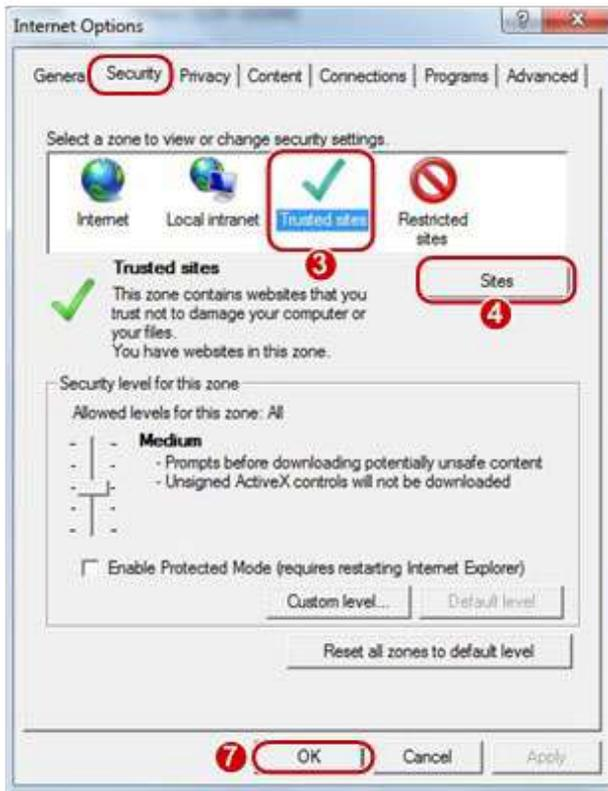 Internet Options
General Security Privacy Content Connections Programs Advanced
Select a zone to view or change security settings.
Internet Local intranet Trusted sites Restricted sites
3
Trusted sites
This zone contains websites that you
trust not to damage your computer or
your files.
You have websites in this zone.
Sites
4
Security level for this zone
Allowed levels for this zone: All
Medium
- Prompts before downloading potentially unsafe content
- Unsigned ActiveX controls will not be downloaded
Enable Protected Mode (requires restarting Internet Explorer)
Custom level... Default level
Reset all zones to default level
7 OK Cancel Apply